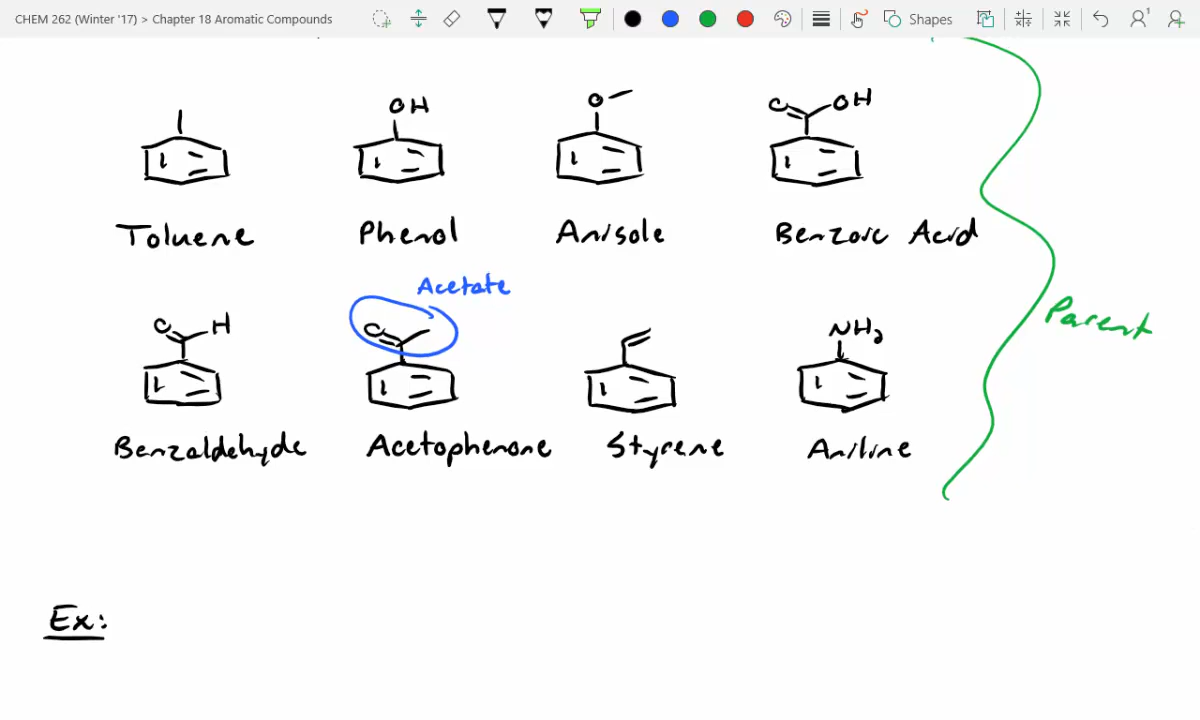 CHEM 262 (Winter '17) > Chapter 18 Aromatic Compounds
Shapes
1
OH
O
O OH
Toluene Phenol Anisole Benzoic Acid
Acetate
O H
O
NH2
Parent
Benzaldehyde Acetophenone Styrene Aniline
Ex: